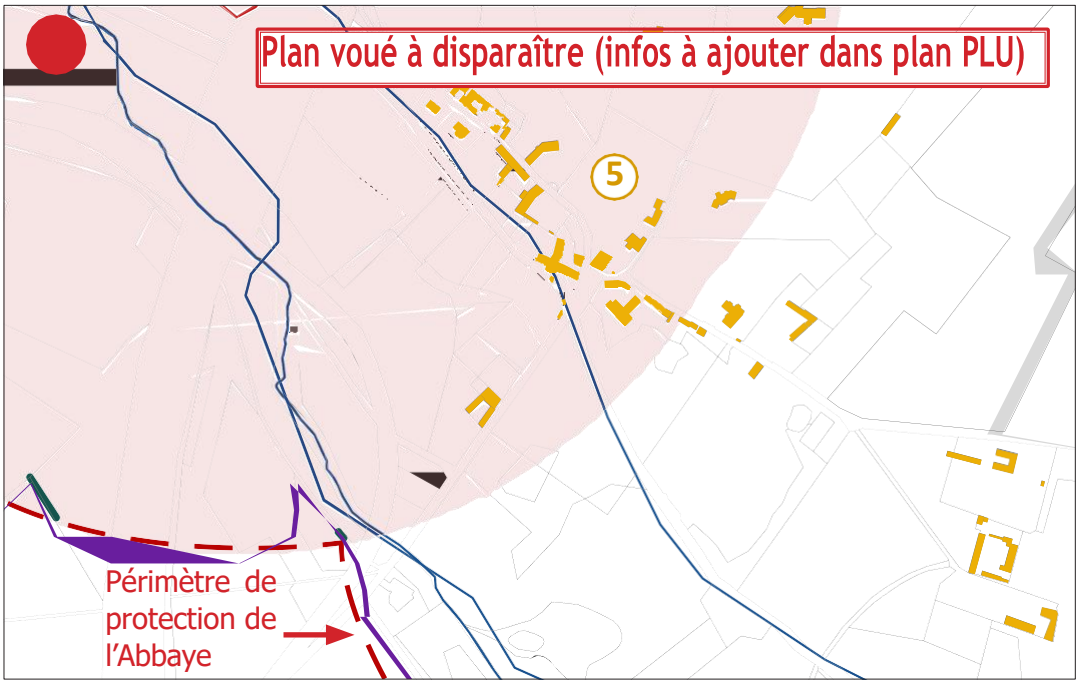 Plan voué à disparaître (infos à ajouter dans plan PLU)
5
Périmètre de
protection de
l'Abbaye